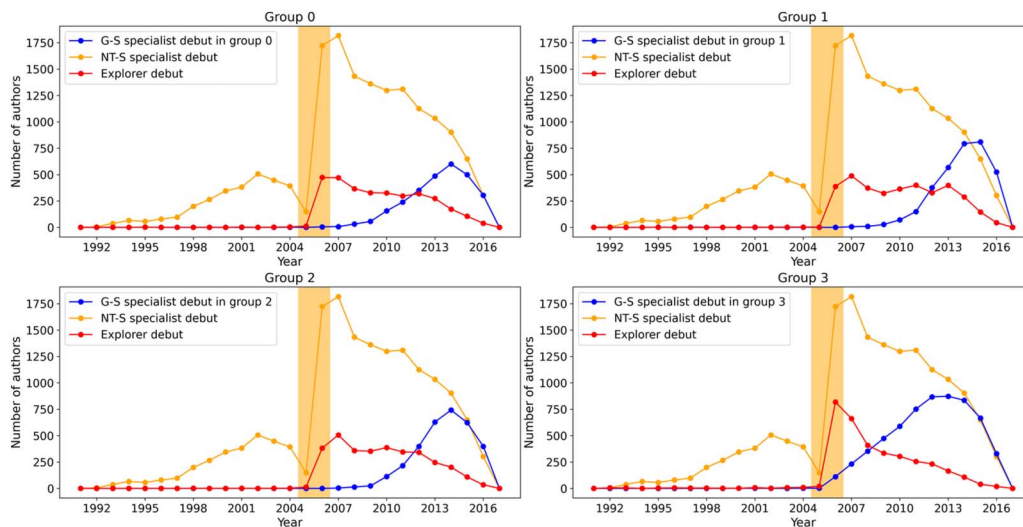 Group 0
Number of authors
1750
1500
1250
1000
750
500
250
0
G-S specialist debut in group 0
NT-S specialist debut
Explorer debut
1992 1995 1998 2001 2004 2007 2010 2013 2016
Year
Group 1
Number of authors
1750
1500
1250
1000
750
500
250
0
G-S specialist debut in group 1
NT-S specialist debut
Explorer debut
1992 1995 1998 2001 2004 2007 2010 2013 2016
Year
Group 2
Number of authors
1750
1500
1250
1000
750
500
250
0
G-S specialist debut in group 2
NT-S specialist debut
Explorer debut
1992 1995 1998 2001 2004 2007 2010 2013 2016
Year
Group 3
Number of authors
1750
1500
1250
1000
750
500
250
0
G-S specialist debut in group 3
NT-S specialist debut
Explorer debut
1992 1995 1998 2001 2004 2007 2010 2013 2016
Year